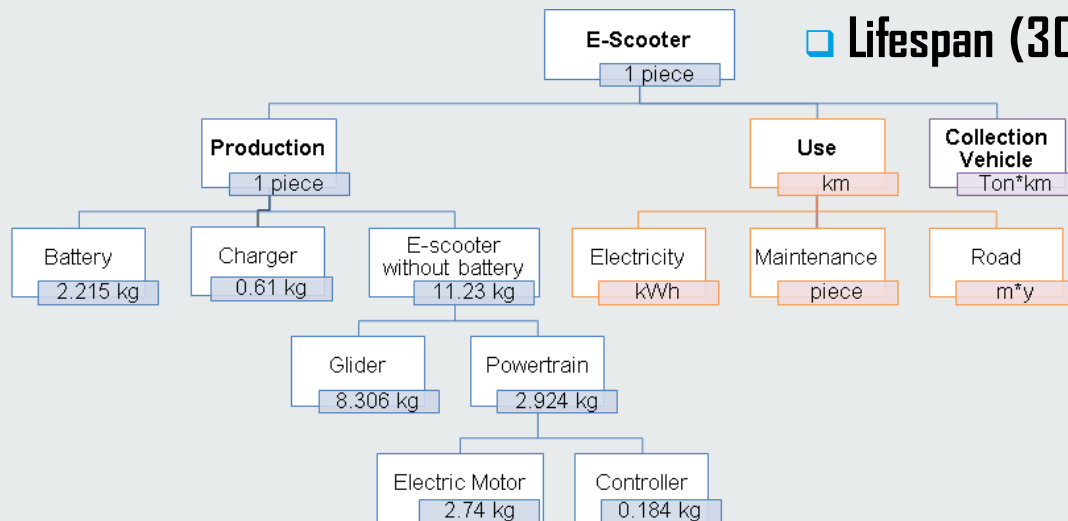 E-Scooter
1 piece
Lifespan (30
Production
1 piece
Use
km
Collection
Vehicle
Ton*km
Battery
2.215 kg
Charger
0.61 kg
E-scooter
without battery
11.23 kg
Electricity
kWh
Maintenance
piece
Road
m*y
Glider
8.306 kg
Powertrain
2.924 kg
Electric Motor
2.74 kg
Controller
0.184 kg